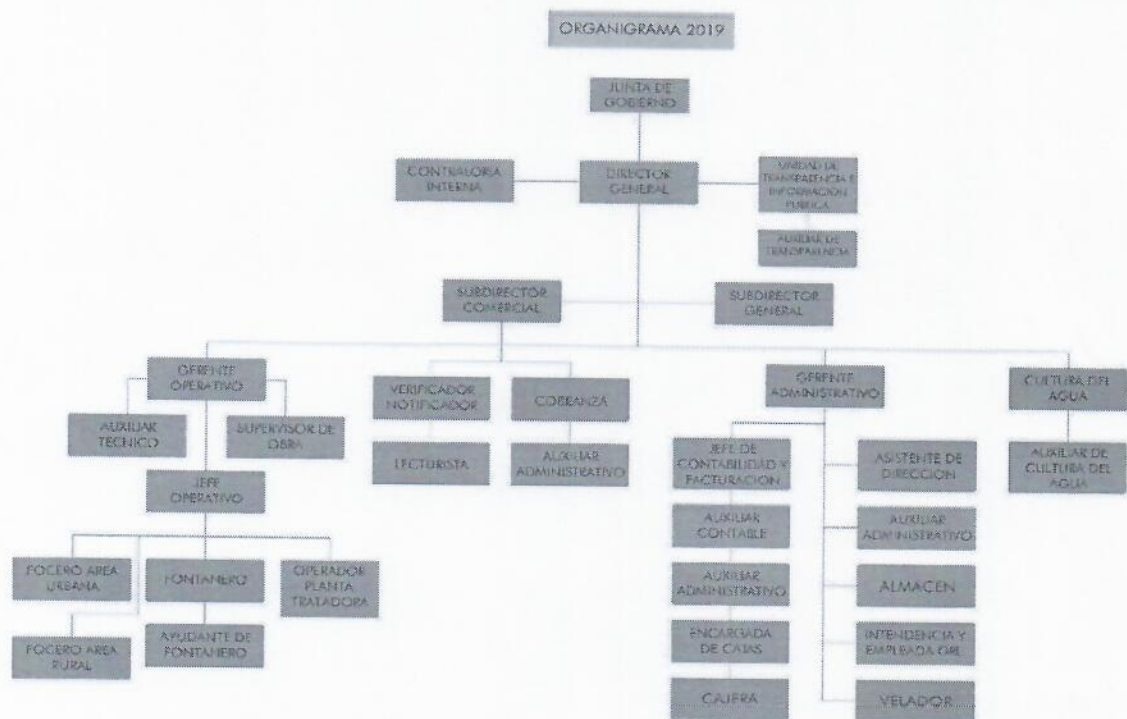 ORGANIGRAMA 2019
JUNTA DE
GOBIERNO
CONTRALORIA
INTERNA
DIRECTOR
GENERAL
UNIDAD DE
TRANSPARENCIA E
INFORMACION
PUBLICA
AUXILIAR DE
TRANSPARENCIA
SUBDIRECTOR
COMERCIAL
SUBDIRECTOR
GENERAL
GERENTE
OPERATIVO
VERIFICADOR
NOTIFICADOR
COBRANZA
GERENTE
ADMINISTRATIVO
CULTURA DEL
AGUA
AUXILIAR
TECNICO
SUPERVISOR DE
OBRA
LECTURISTA
AUXILIAR
ADMINISTRATIVO
JEFE DE
CONTABILIDAD Y
FACTURACION
ASISTENTE DE
DIRECCION
AUXILIAR DE
CULTURA DEL
AGUA
JEFE
OPERATIVO
AUXILIAR
CONTABLE
AUXILIAR
ADMINISTRATIVO
POCERO AREA
URBANA
FONTANERO
OPERADOR
PLANTA
TRATADORA
AUXILIAR
ADMINISTRATIVO
ALMACEN
POCERO AREA
RURAL
AYUDANTE DE
FONTANERO
ENCARGADA
DE CAJAS
INTENDENCIA Y
EMPLEADA GRL
CAJERA
VELADOR